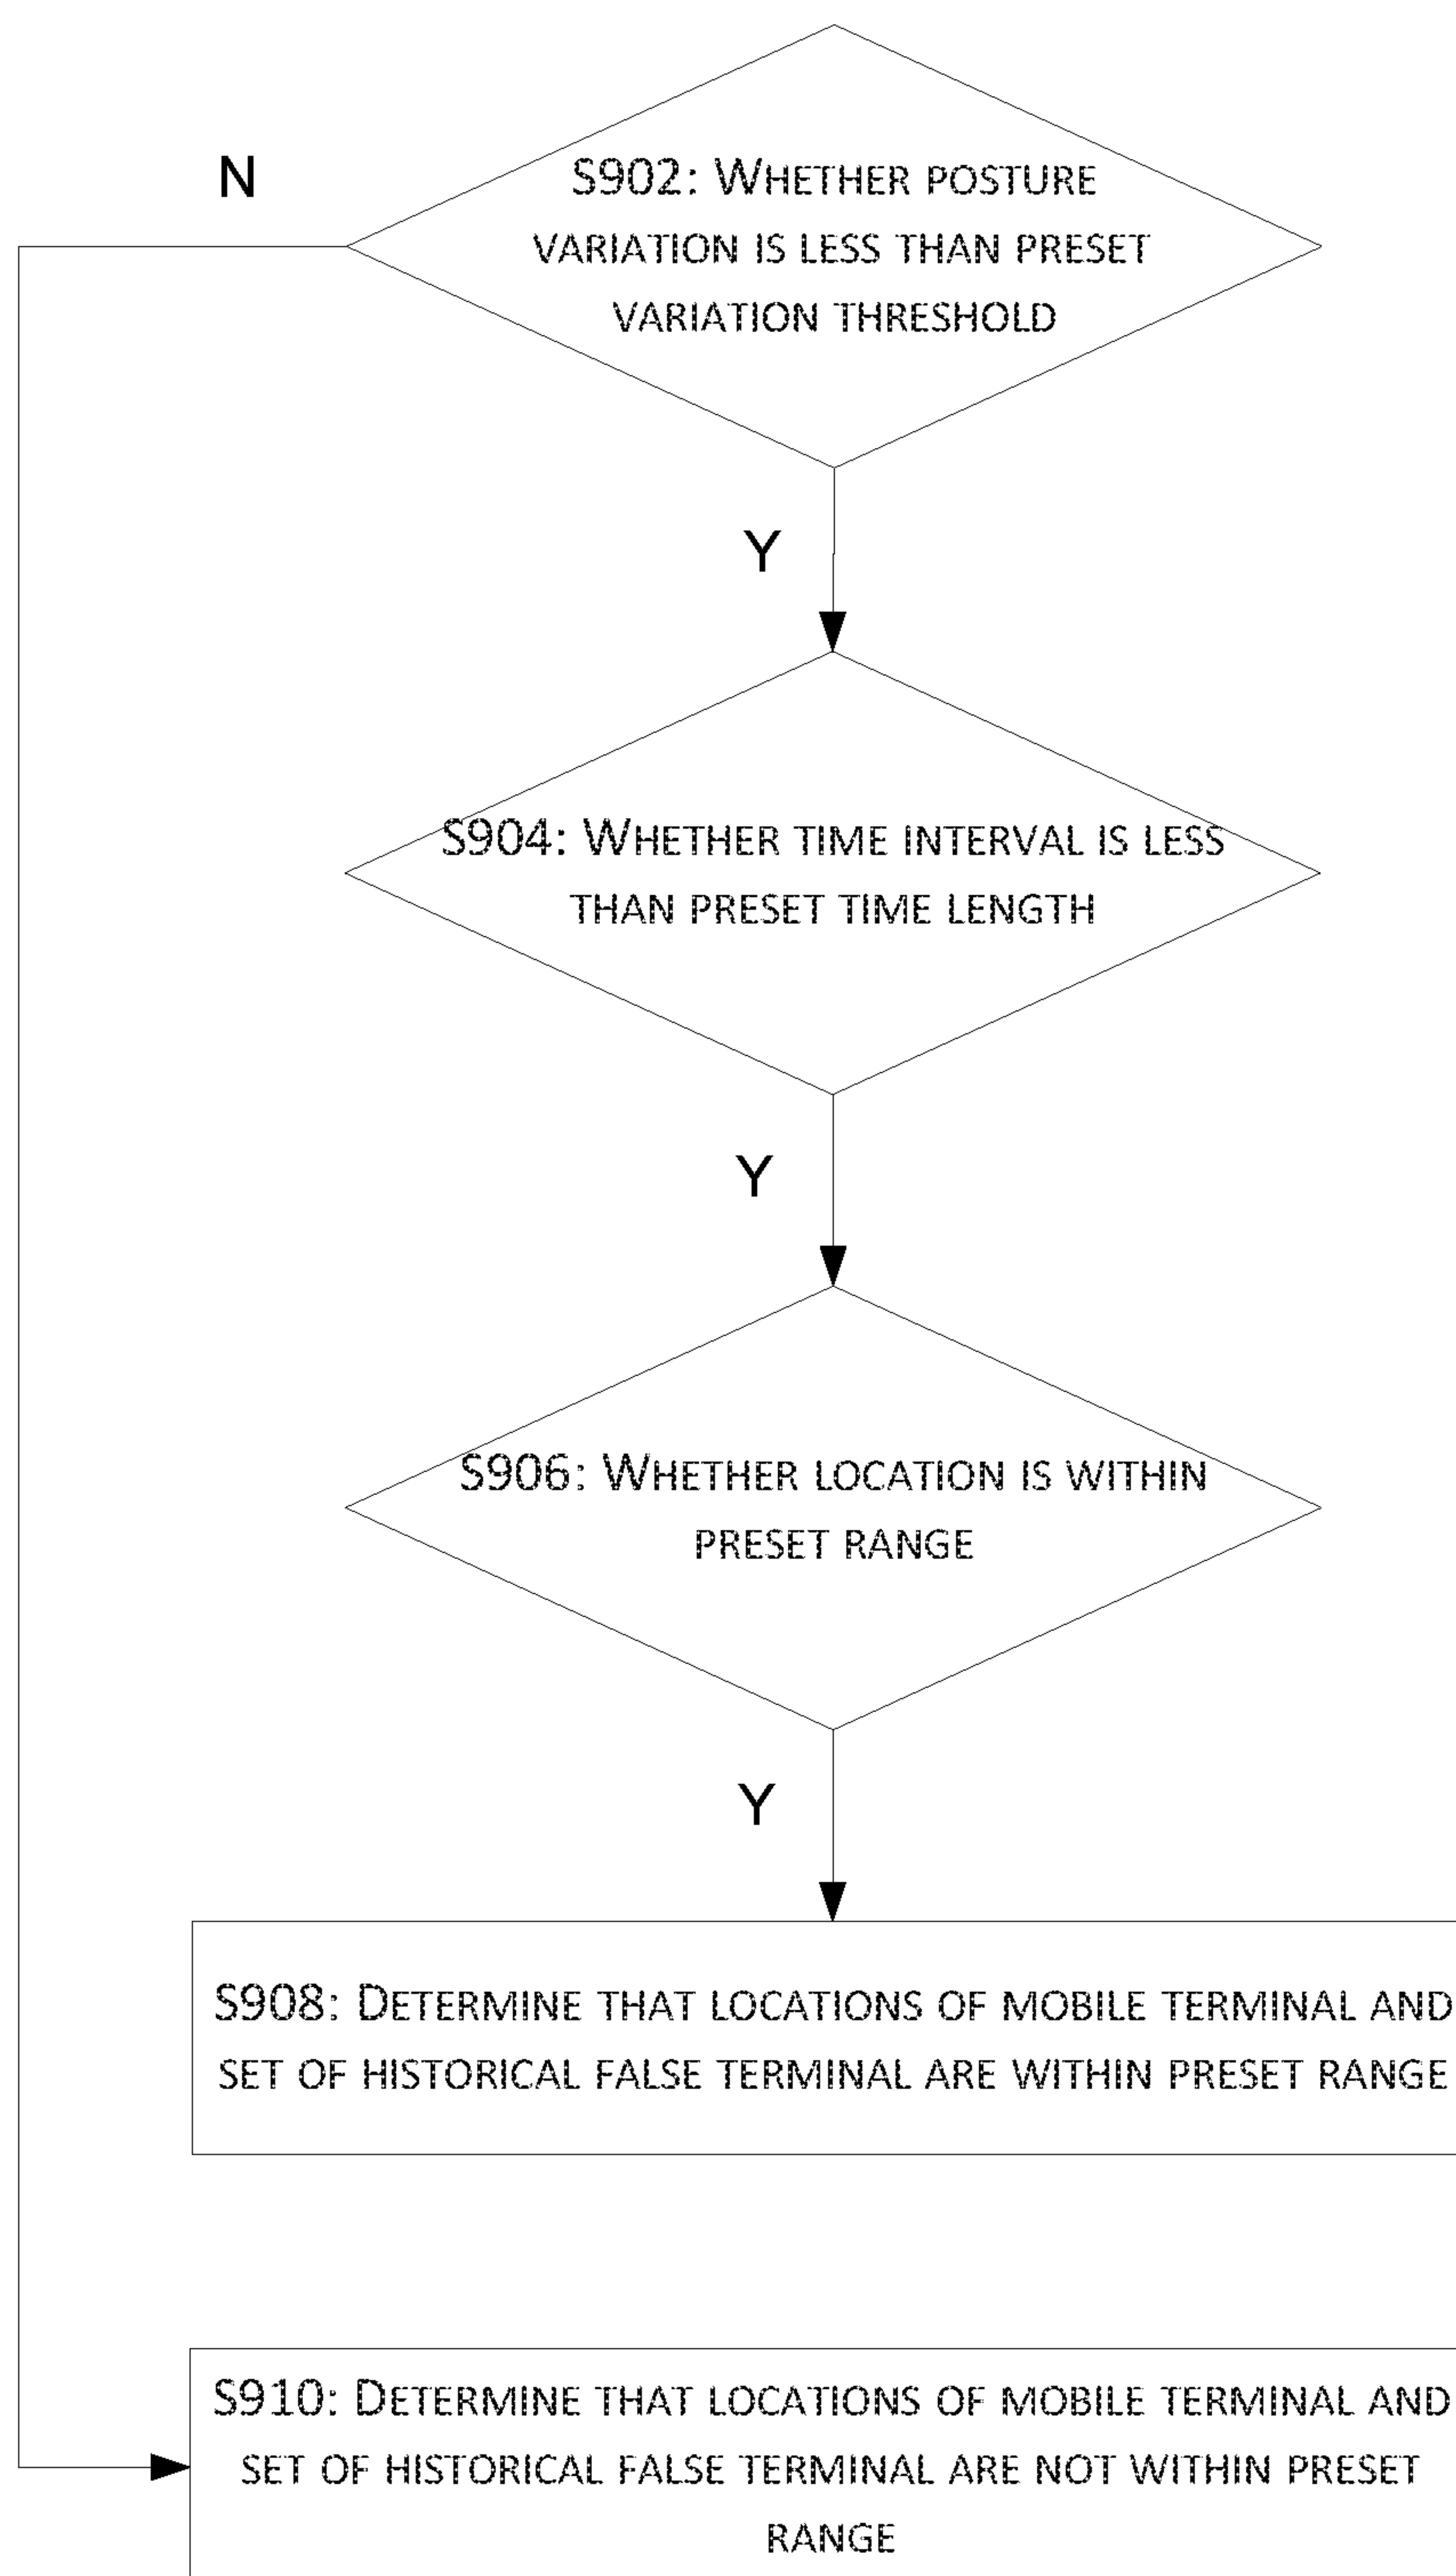 N
S902: WHETHER POSTURE
VARIATION IS LESS THAN PRESET
VARIATION THRESHOLD
Y
S904: WHETHER TIME INTERVAL IS LESS
THAN PRESET TIME LENGTH
Y
S906: WHETHER LOCATION IS WITHIN
PRESET RANGE
Y
S908: DETERMINE THAT LOCATIONS OF MOBILE TERMINAL AND
SET OF HISTORICAL FALSE TERMINAL ARE WITHIN PRESET RANGE
S910: DETERMINE THAT LOCATIONS OF MOBILE TERMINAL AND
SET OF HISTORICAL FALSE TERMINAL ARE NOT WITHIN PRESET
RANGE